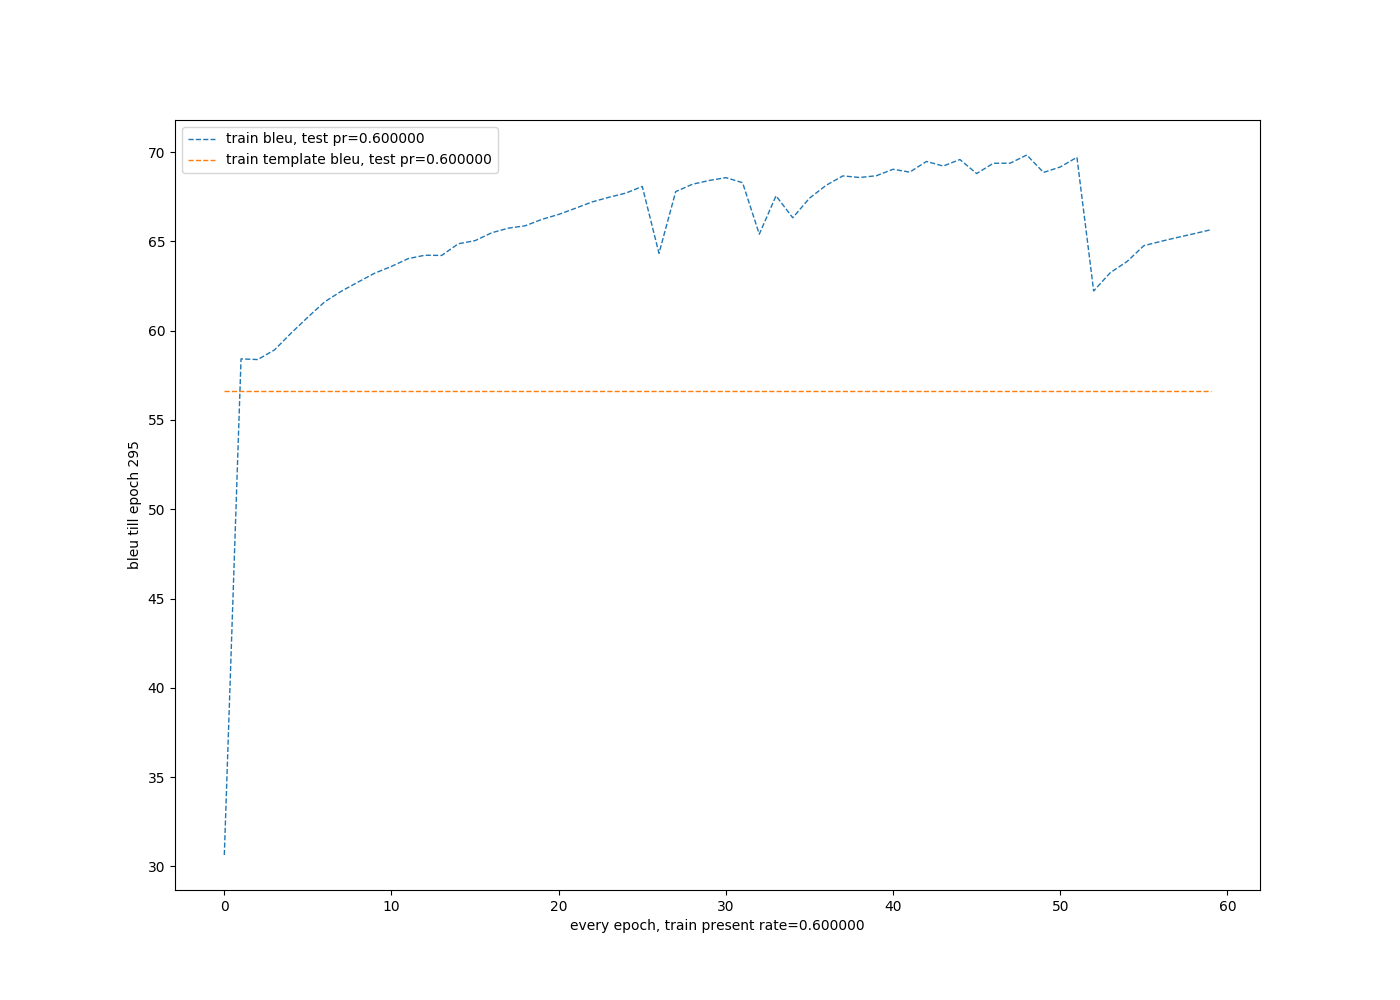 train bleu, test pr=0.600000
train template bleu, test pr=0.600000
70
65
60
55
50
45
40
35
30
bleu till epoch 295
0 10 20 30 40 50 60
every epoch, train present rate=0.600000